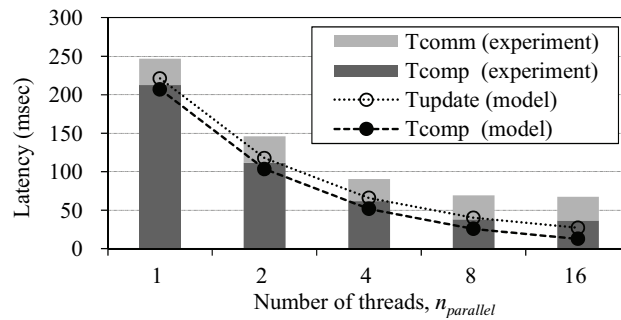 300
250
200
150
100
50
0
Latency (msec)
Tcomm (experiment)
Tcomp (experiment)
Tupdate (model)
Tcomp (model)
1 2 4 8 16
Number of threads, n_parallel